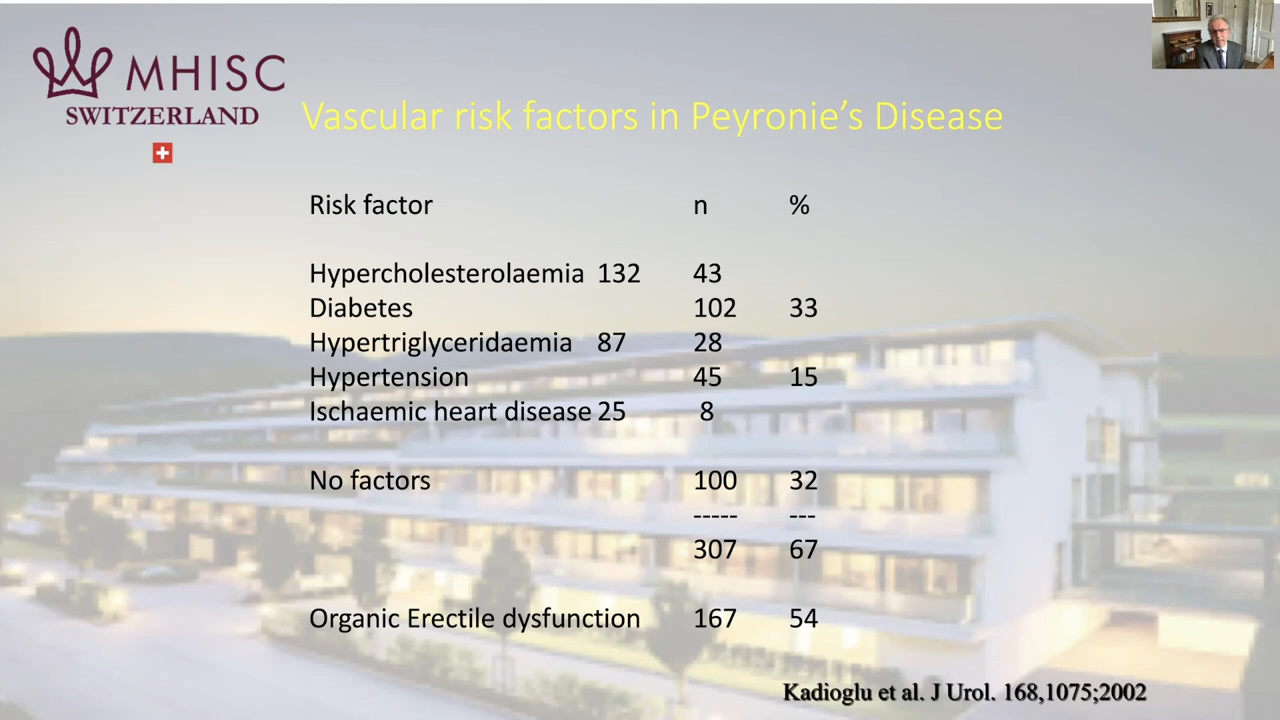 MHISC
SWITZERLAND
Vascular risk factors in Peyronie’s Disease
Risk factor n %
Hypercholesterolaemia 132 43
Diabetes 102 33
Hypertriglyceridaemia 87 28
Hypertension 45 15
Ischaemic heart disease 25 8
No factors 100 32
----- ---
307 67
Organic Erectile dysfunction 167 54
Kadioglu et al. J Urol. 168,1075;2002